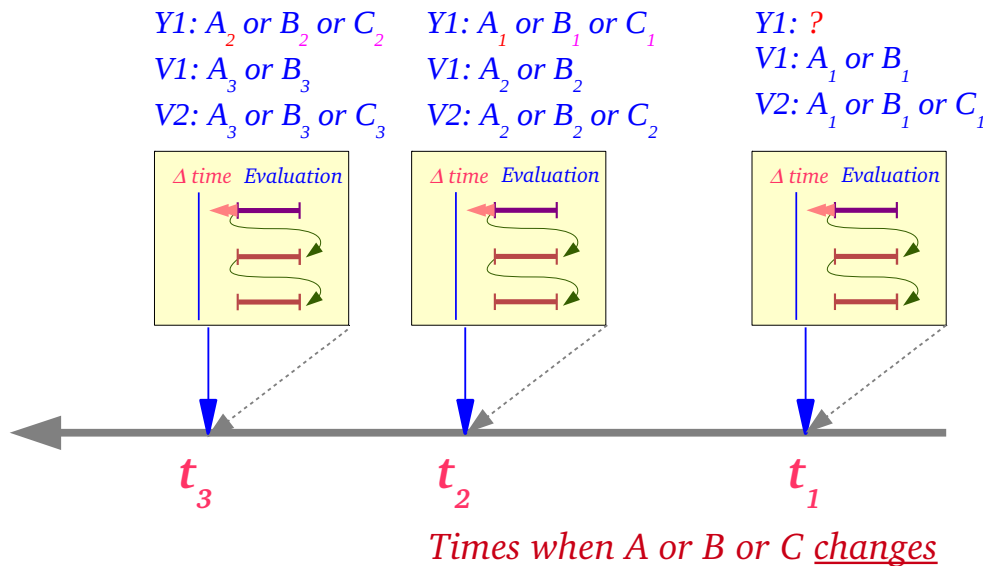 Y1: A₂ or B₂ or C₂
V1: A₃ or B₃
V2: A₃ or B₃ or C₃
Δ time Evaluation
Y1: A₁ or B₁ or C₁
V1: A₂ or B₂
V2: A₂ or B₂ or C₂
Δ time Evaluation
Y1: ?
V1: A₁ or B₁
V2: A₁ or B₁ or C₁
Δ time Evaluation
t₃
t₂
t₁
Times when A or B or C changes